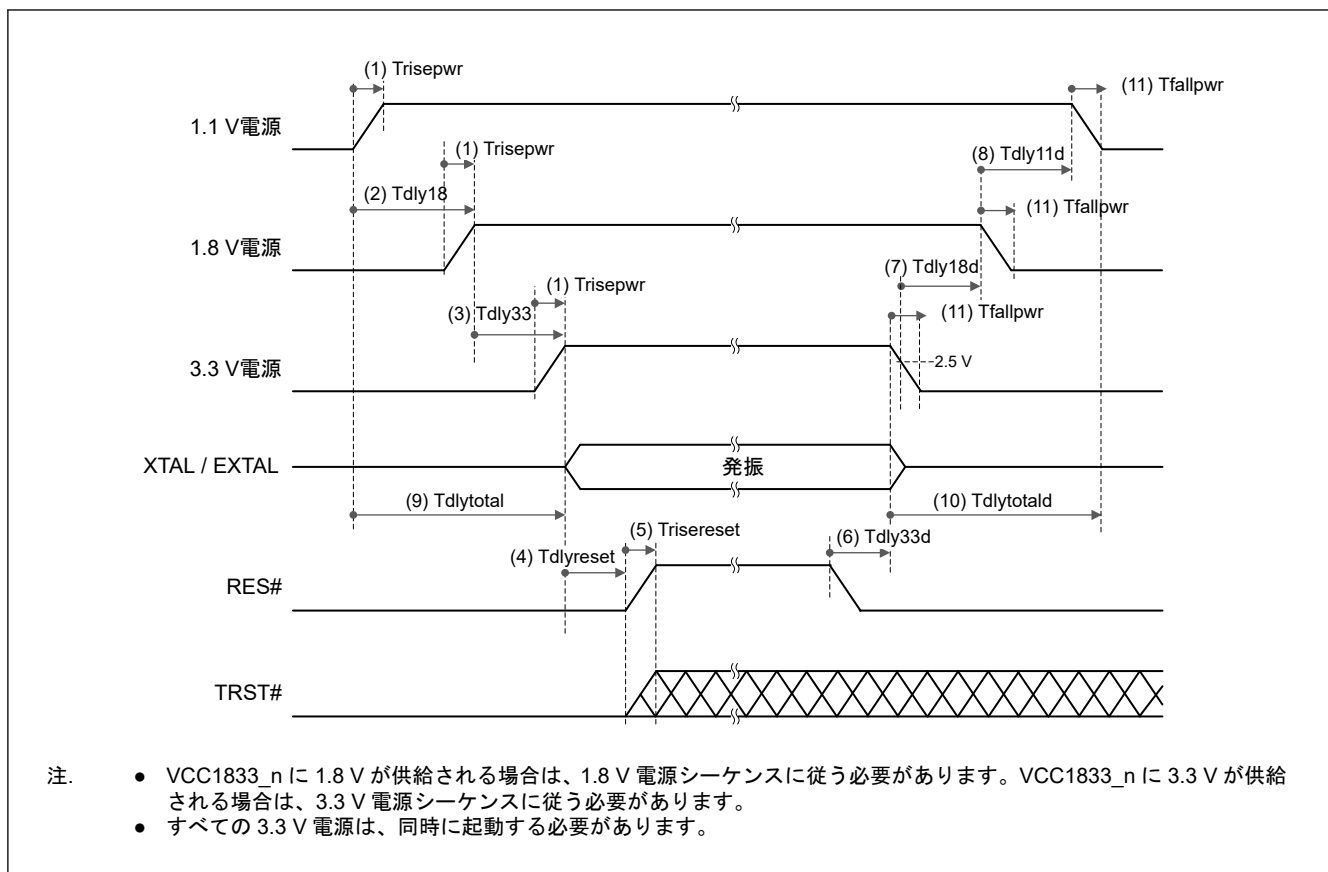 (1) Trisepwr
(11) Tfallpwr
1.1 V電源
(1) Trisepwr
(8) Tdly11d
(2) Tdly18
(11) Tfallpwr
1.8 V電源
(7) Tdly18d
(1) Trisepwr
(3) Tdly33
(11) Tfallpwr
3.3 V電源
2.5 V
XTAL / EXTAL
発振
(9) Tdlytotal
(10) Tdlytotald
(5) Trisereset
(6) Tdly33d
(4) Tdlyreset
RES#
TRST#
注. ● VCC1833_n に 1.8 V が供給される場合は、1.8 V 電源シーケンスに従う必要があります。VCC1833_n に 3.3 V が供給
される場合は、3.3 V 電源シーケンスに従う必要があります。
● すべての 3.3 V 電源は、同時に起動する必要があります。